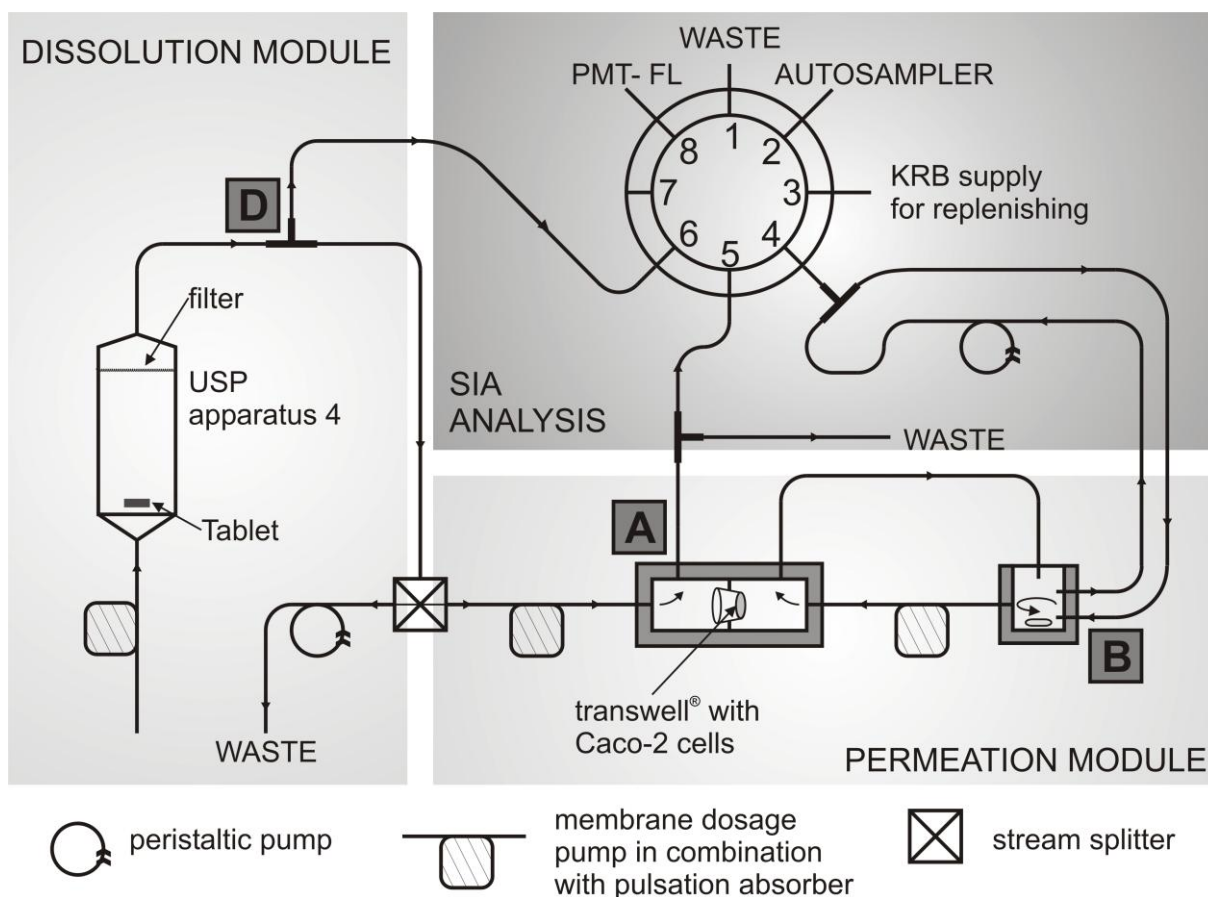 DISSOLUTION MODULE
D
filter
USP
apparatus 4
Tablet
WASTE
WASTE
PMT- FL
AUTOSAMPLER
1
2
3
4
5
6
7
8
KRB supply
for replenishing
SIA
ANALYSIS
WASTE
A
B
transwell® with
Caco-2 cells
PERMEATION MODULE
peristaltic pump
membrane dosage
pump in combination
with pulsation absorber
stream splitter